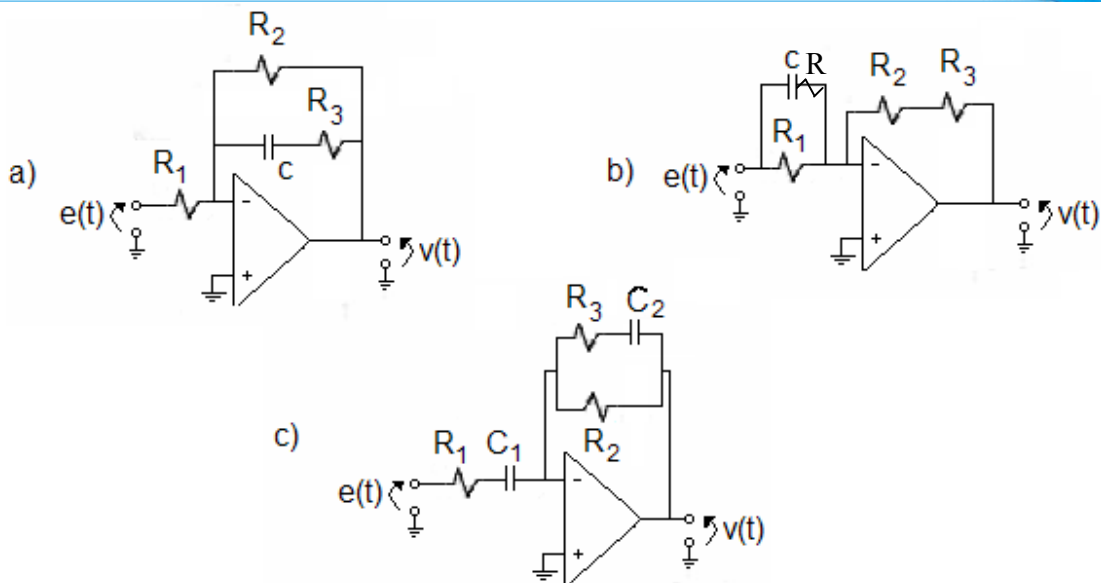 a)
R2
R3
c
R1
e(t)
-
+
v(t)
b)
c R
R2 R3
R1
e(t)
-
+
v(t)
c)
R3 C2
R2
R1 C1
e(t)
-
+
v(t)